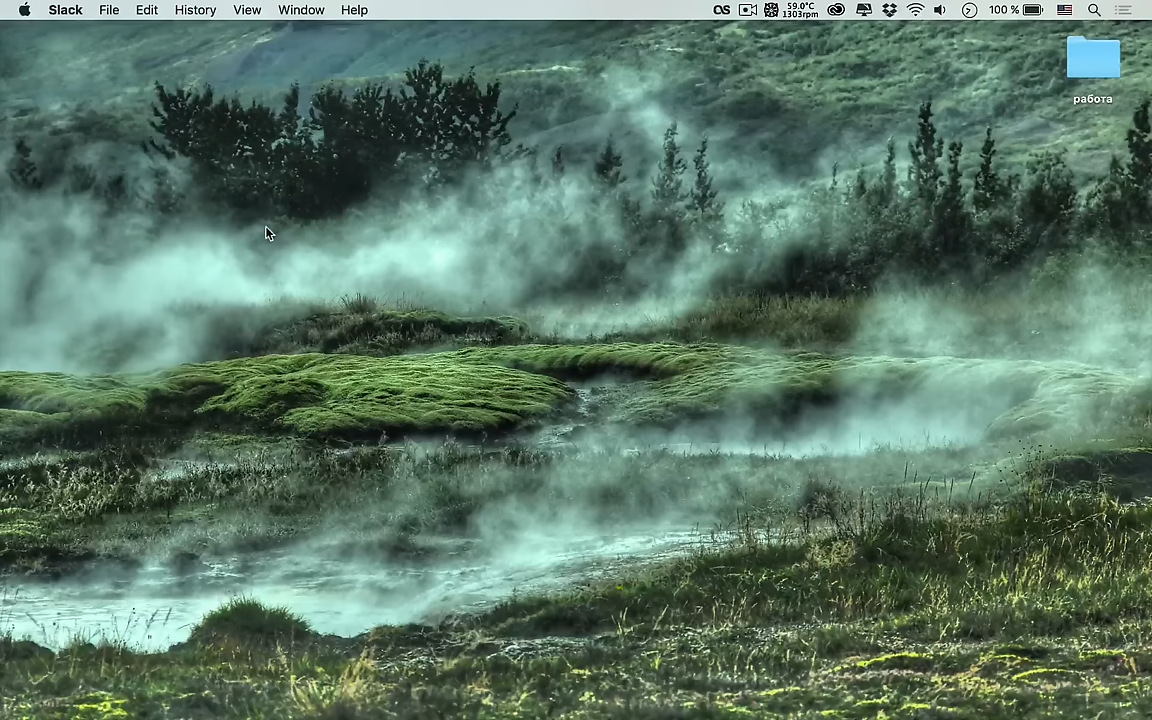 Slack File Edit History View Window Help 59.0°C 100 %
1303rpm
работа